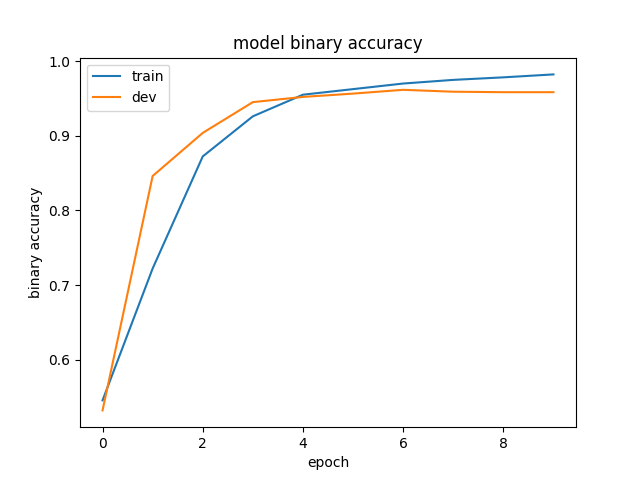 model binary accuracy
1.0
0.9
0.8
0.7
0.6
binary accuracy
train
dev
0 2 4 6 8
epoch